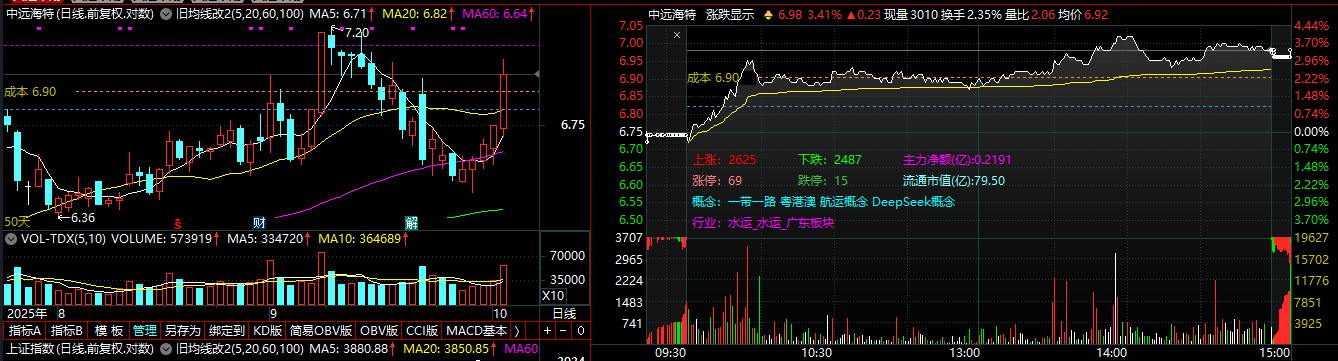 中远海特 (日线.前复权.对数) 旧均线改2(5,20,60,100) MA5: 6.71↑ MA20: 6.82↑ MA60: 6.64↑
7.20
成本 6.90
6.75
6.36
50天
$ 财 解
VOL-TDX(5,10) VOLUME: 573919↑ MA5: 334720↑ MA10: 364689↑
70000
35000
X10
2025年 8 9 10 日线
指标A 指标B 模 板 管理 另存为 绑定到 KD版 简易OBV版 OBV版 CCI版 MACD基本 + − 0
上证指数 (日线.前复权.对数) 旧均线改2(5,20,60,100) MA5: 3880.88↑ MA20: 3850.85↑ MA60
中远海特 涨跌显示 6.98 3.41% ▲0.23 现量 3010 换手 2.35% 量比 2.06 均价 6.92
7.05 4.44%
7.00 3.70%
6.95 2.96%
成本 6.90
6.90 2.22%
6.85 1.48%
6.80 0.74%
6.75 0.00%
6.70 0.74%
6.65 1.48%
6.60 2.22%
6.55 2.96%
6.50 3.70%
上涨: 2625 下跌: 2487 主力净额(亿):0.2191
涨停: 69 跌停: 15 流通市值(亿):79.50
概念: 一带一路 粤港澳 航运概念 DeepSeek概念
行业: 水运_水运_广东板块
3707 19627
2965 15702
2224 11776
1483 7851
741 3925
09:30 10:30 13:00 14:00 15:00